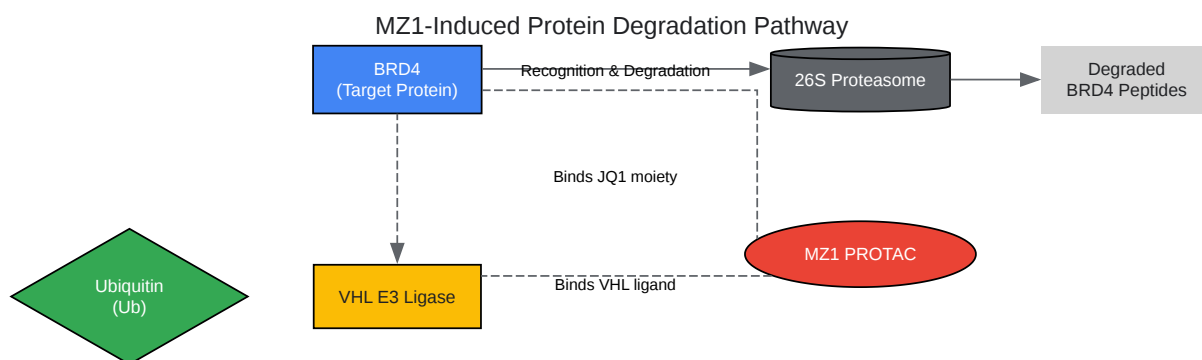 MZ1-Induced Protein Degradation Pathway
BRD4
(Target Protein)
Recognition & Degradation
26S Proteasome
Degraded
BRD4 Peptides
Binds JQ1 moiety
MZ1 PROTAC
Ubiquitin
(Ub)
VHL E3 Ligase
Binds VHL ligand